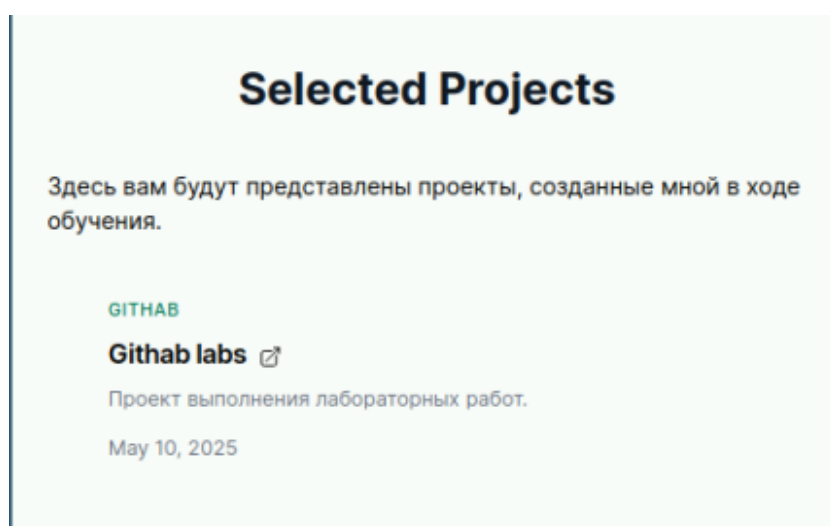 Selected Projects
Здесь вам будут представлены проекты, созданные мной в ходе
обучения.
GITHAB
Githab labs
Проект выполнения лабораторных работ.
May 10, 2025